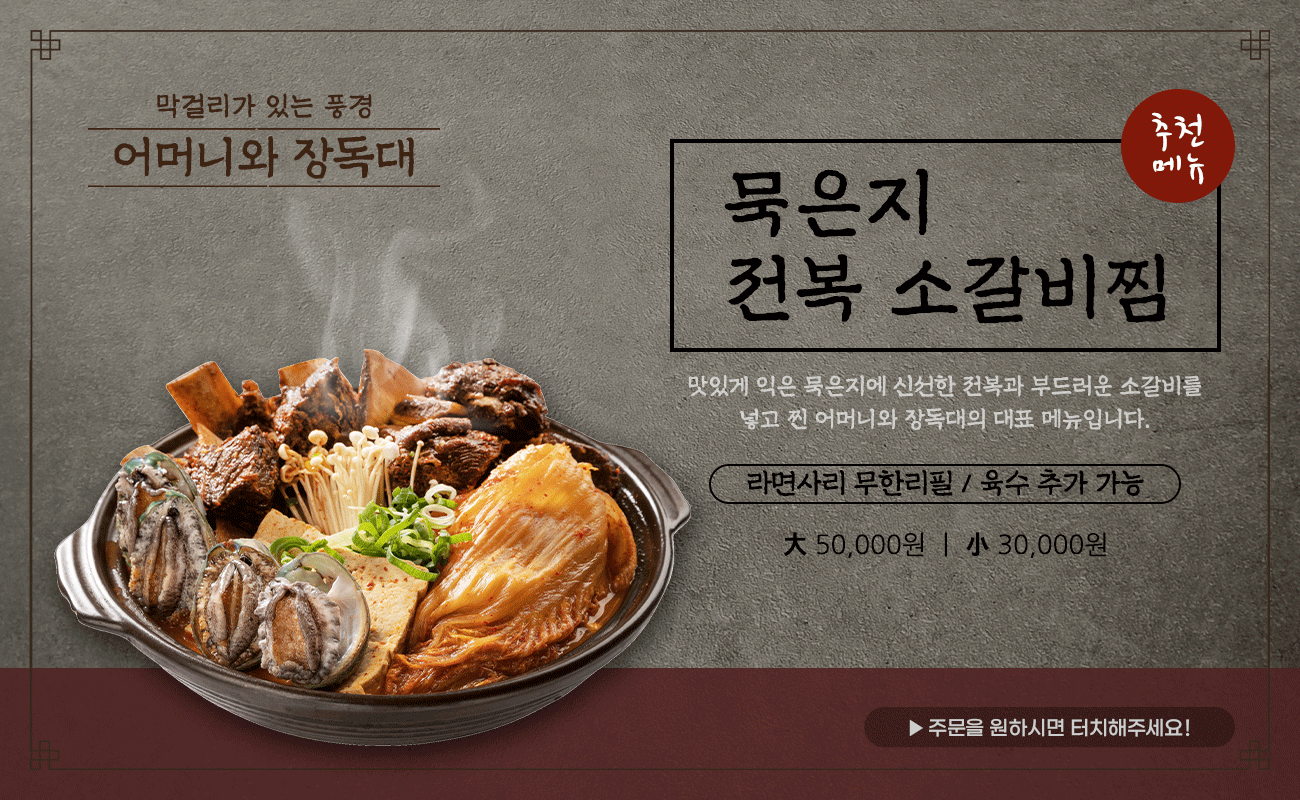 막걸리가 있는 풍경
어머니와 장독대
추천
메뉴
묵은지
전복 소갈비찜
맛있게 익은 묵은지에 신선한 전복과 부드러운 소갈비를
넣고 찐 어머니와 장독대의 대표 메뉴입니다.
라면사리 무한리필 / 육수 추가 가능
大 50,000원 | 小 30,000원
▶ 주문을 원하시면 터치해주세요!